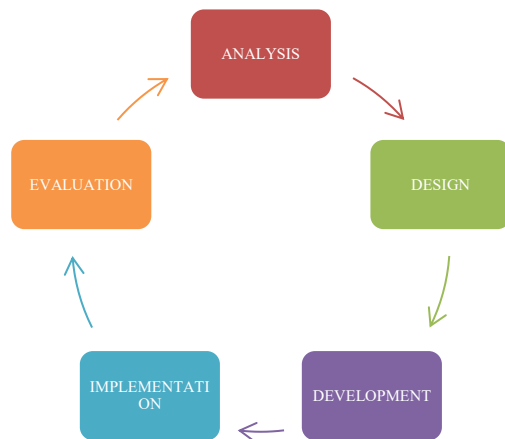 ANALYSIS
DESIGN
DEVELOPMENT
IMPLEMENTATI
ON
EVALUATION